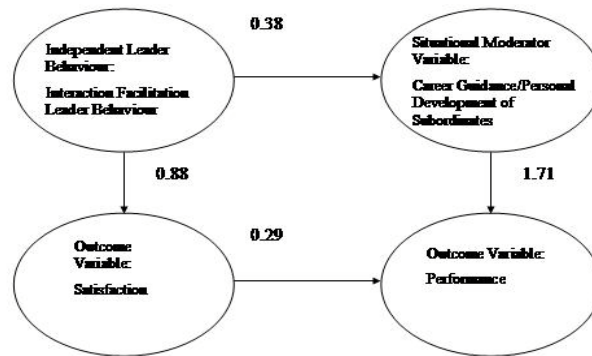 0.38
Independent Leader
Behaviour:
Interaction Facilitation
Leader Behaviour
Situational Moderator
Variable:
Career Guidance/Personal
Development of
Subordinates
0.88
1.71
Outcome
Variable:
Satisfaction
0.29
Outcome Variable:
Performance